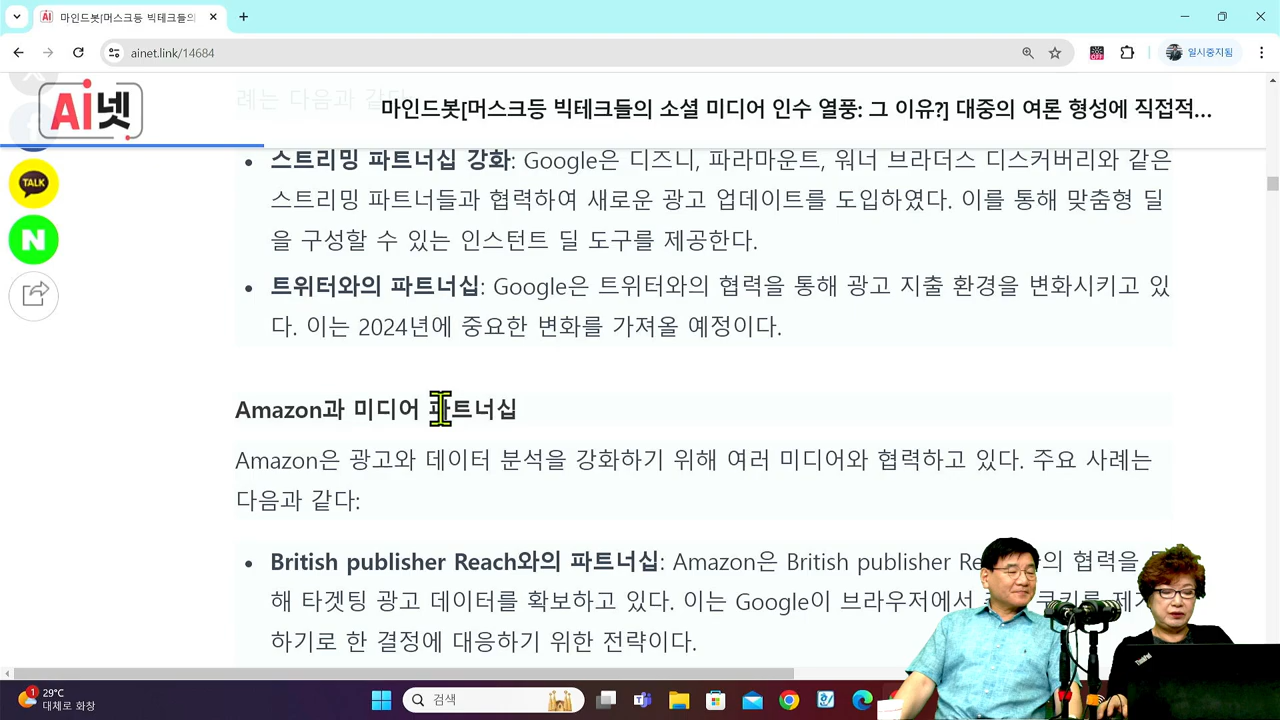 마인드봇[머스크등 빅테크들의
ainet.link/14684
일시중지됨
OFF
례는 다음과 같다:
Ai넷
마인드봇[머스크등 빅테크들의 소셜 미디어 인수 열풍: 그 이유?] 대중의 여론 형성에 직접적...
TALK
N
• 스트리밍 파트너십 강화: Google은 디즈니, 파라마운트, 워너 브라더스 디스커버리와 같은
스트리밍 파트너들과 협력하여 새로운 광고 업데이트를 도입하였다. 이를 통해 맞춤형 딜
을 구성할 수 있는 인스턴트 딜 도구를 제공한다.
• 트위터와의 파트너십: Google은 트위터와의 협력을 통해 광고 지출 환경을 변화시키고 있
다. 이는 2024년에 중요한 변화를 가져올 예정이다.
Amazon과 미디어 파트너십
Amazon은 광고와 데이터 분석을 강화하기 위해 여러 미디어와 협력하고 있다. 주요 사례는
다음과 같다:
• British publisher Reach와의 파트너십: Amazon은 British publisher 의 협력을
해 타겟팅 광고 데이터를 확보하고 있다. 이는 Google이 브라우저에서
하기로 한 결정에 대응하기 위한 전략이다.
ThinkPad
1
29°C
대체로 화창
검색